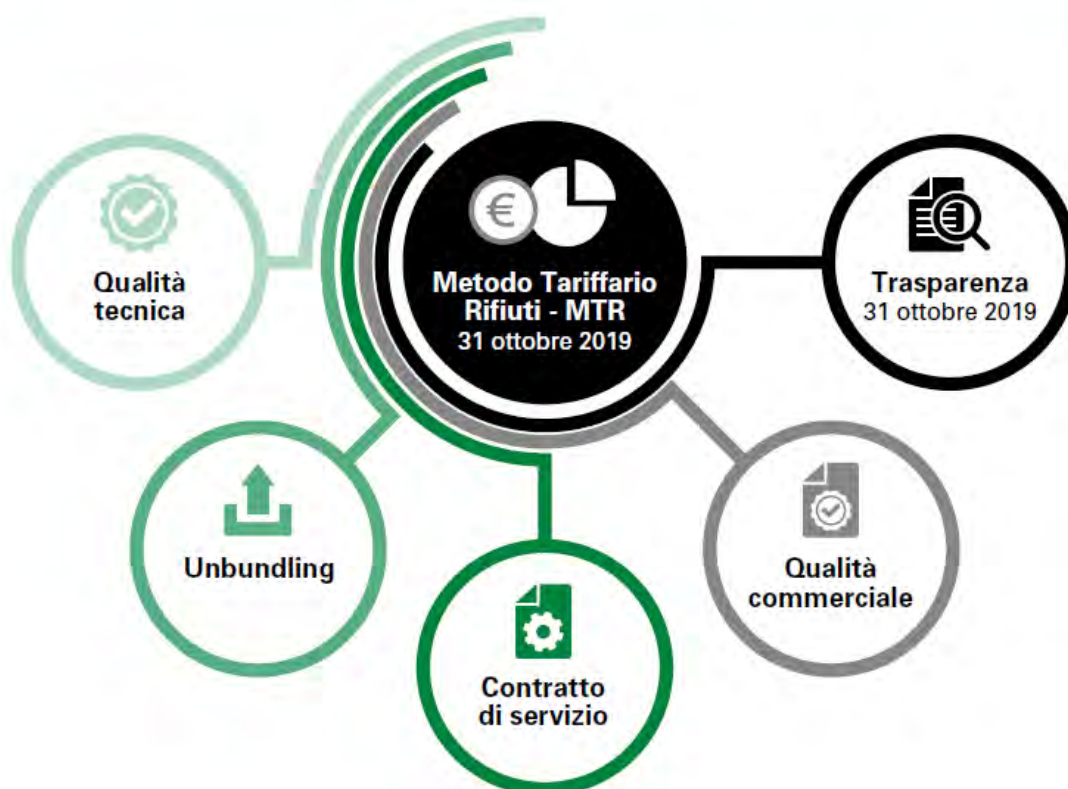 €
Metodo Tariffario
Rifiuti - MTR
31 ottobre 2019
Trasparenza
31 ottobre 2019
Qualità
tecnica
Unbundling
Contratto
di servizio
Qualità
commerciale